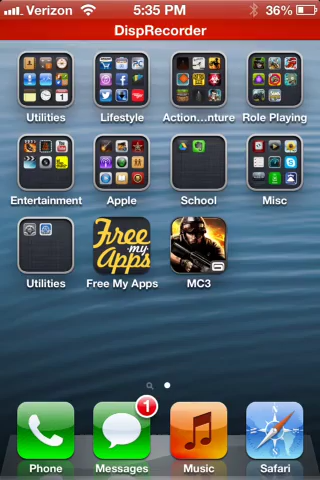 Verizon 5:35 PM 36%
DispRecorder
Utilities Lifestyle Action...nture Role Playing
Entertainment Apple School Misc
Free
my
Apps
Utilities Free My Apps MC3
1
Phone Messages Music Safari